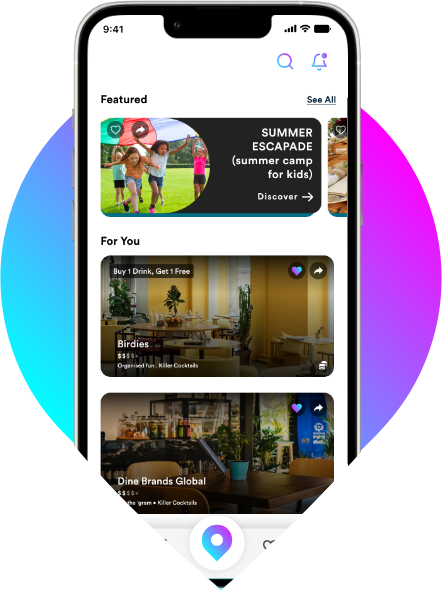 9:41
Featured
See All
SUMMER
ESCAPADE
(summer camp
for kids)
Discover
For You
Buy 1 Drink, Get 1 Free
Birdies
$$$$+
Organised fun . Killer Cocktails
Dine Brands Global
$$$$+
the 'gram • Killer Cocktails